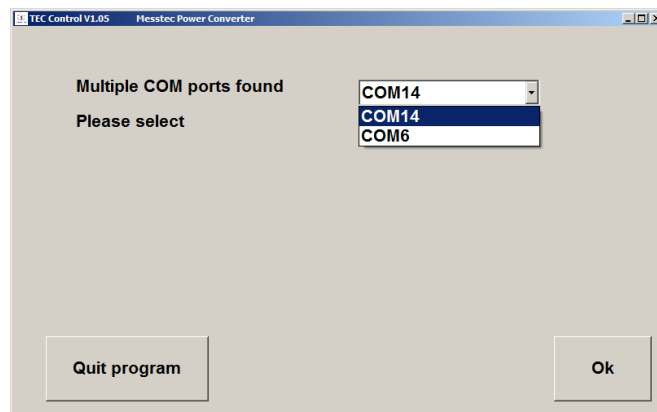 TEC Control V1.05 Messtec Power Converter
Multiple COM ports found
COM14
Please select
COM14
COM6
Quit program
Ok